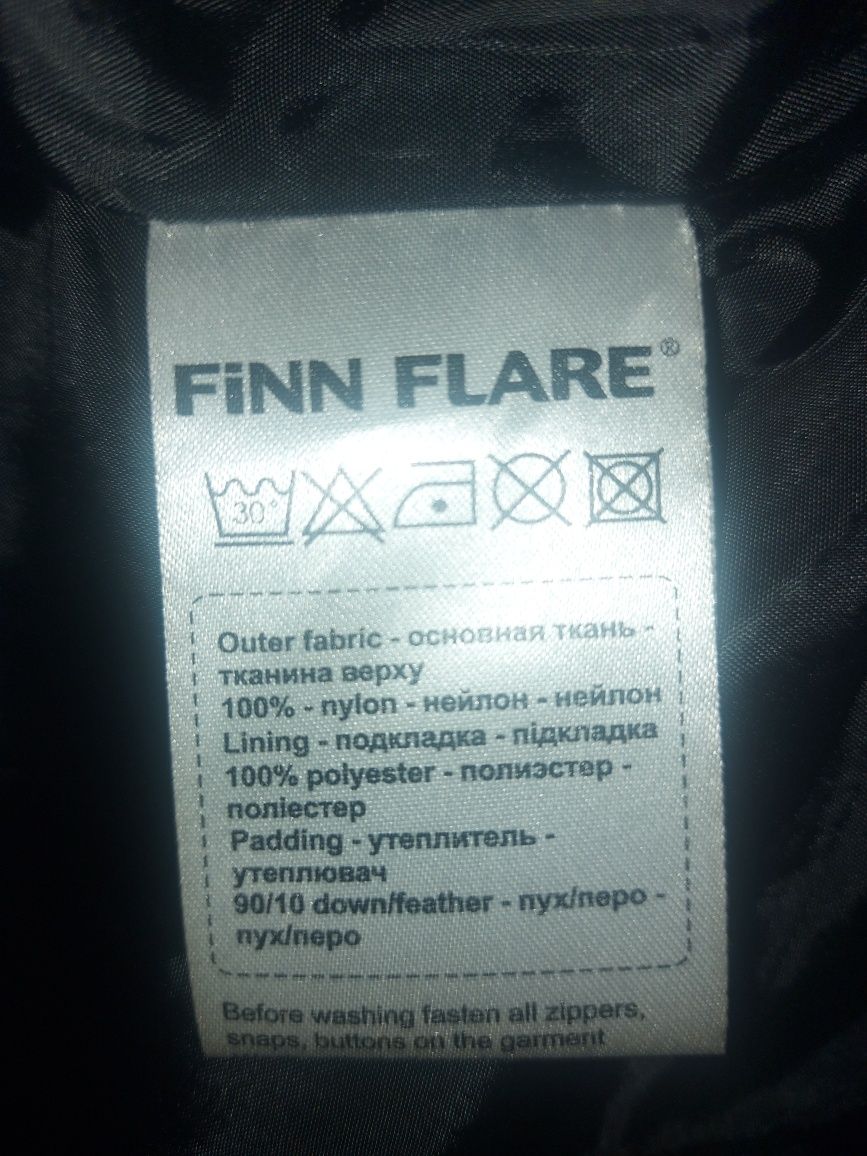 FiNN FLARE®
30°
Outer fabric - основная ткань -
тканина верху
100% - nylon - нейлон - нейлон
Lining - подкладка - підкладка
100% polyester - полиэстер -
поліестер
Padding - утеплитель -
утеплювач
90/10 down/feather - пух/перо -
пух/перо
Before washing fasten all zippers,
snaps, buttons on the garment